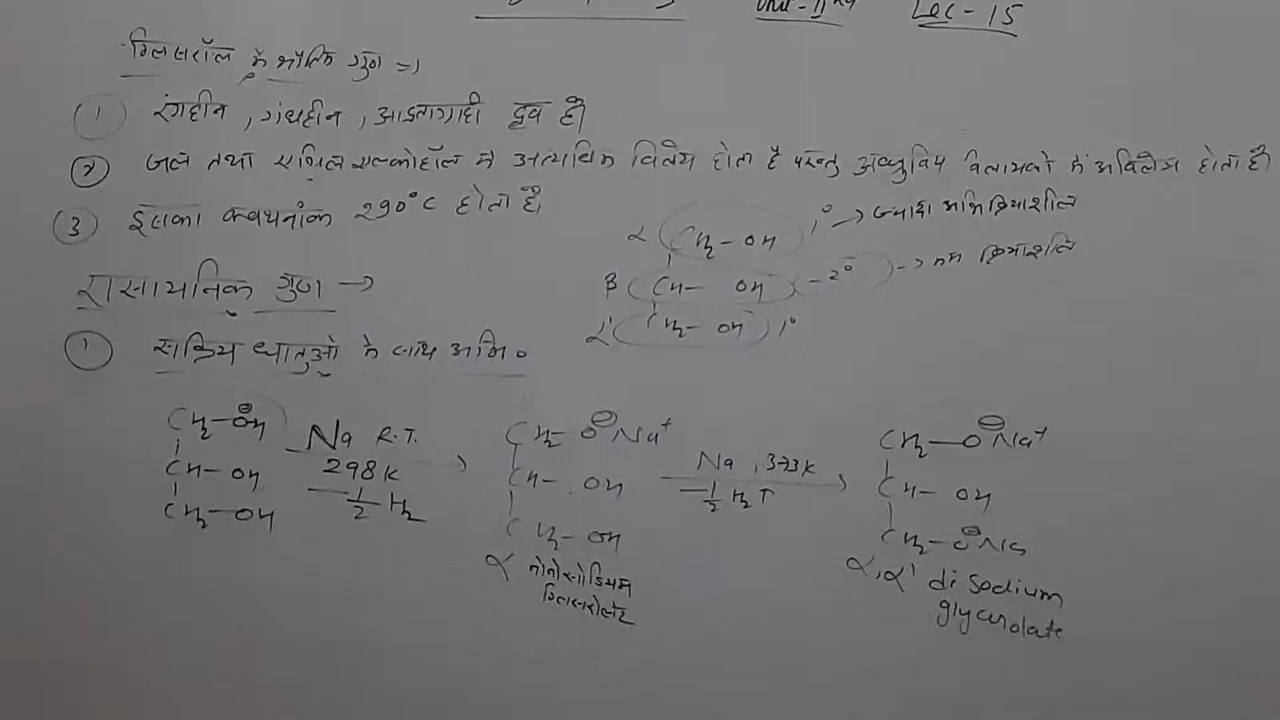 Unit-IInd Lec-15
ग्लिसरॉल के भौतिक गुण ⇒
① रंगहीन, गंधहीन, आद्रताग्राही द्रव है।
② जल तथा एथिल एल्कोहॉल में अत्यधिक विलेय होता है परन्तु अध्रुविय विलायको में अविलेय होता है
③ इसका क्वथनांक 290°C होता है,
α CH2-OH 1° → ज्यादा अभिक्रियाशील
β CH-OH -2° → कम क्रियाशील
α' CH2-OH 1°
रासायनिक गुण →
① सक्रिय धातुओ के साथ अभि०
CH2-OH Na R.T. CH2-O⊖Na+ CH2-O⊖Na+
CH-OH 298K CH-OH Na, 373K CH-OH
CH2-OH -1/2 H2 CH2-OH -1/2 H2↑ CH2-O⊖Na
α मोनोसोडियम α,α' di Sodium
ग्लिसरोलेट glycerolate